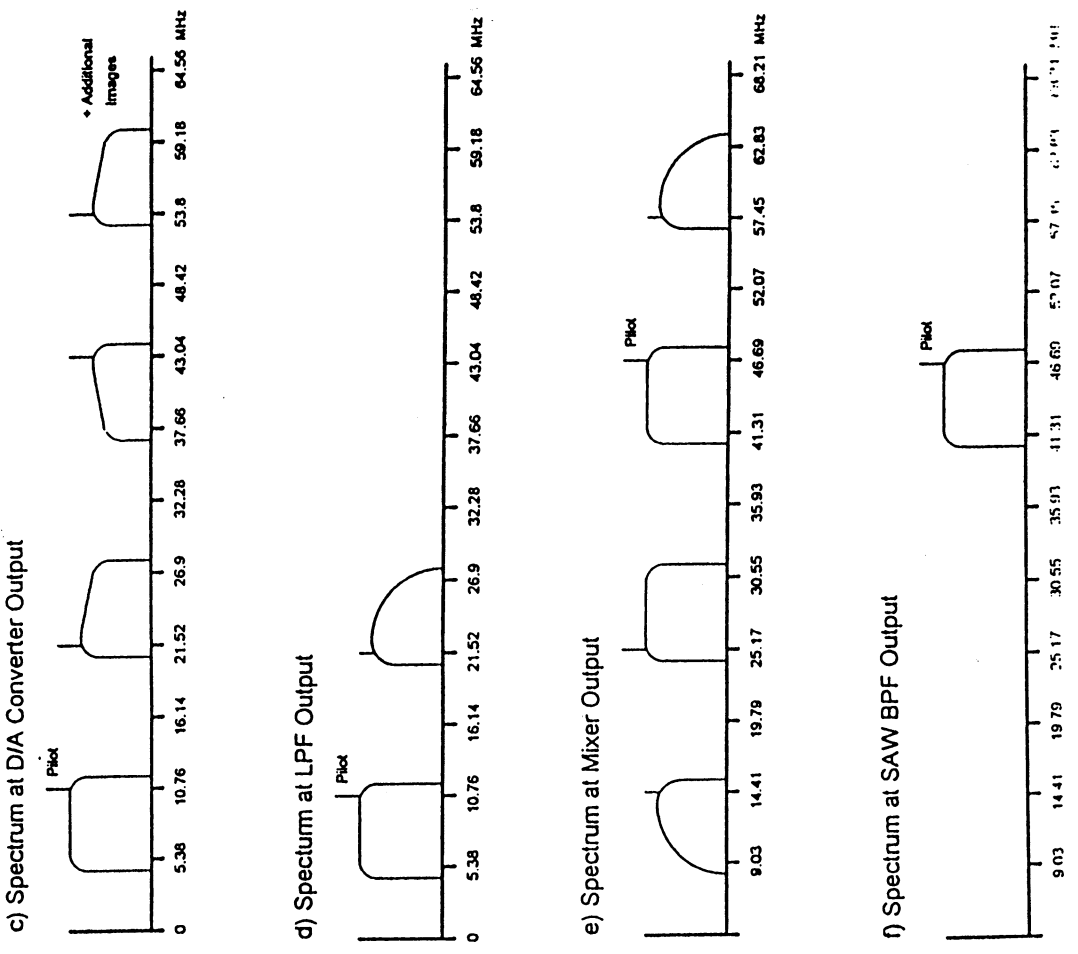 c) Spectrum at D/A Converter Output
Pilot
+ Additional
Images
0 5.38 10.76 16.14 21.52 26.9 32.28 37.66 43.04 48.42 53.8 59.18 64.56 MHz
d) Specturm at LPF Output
Pilot
0 5.38 10.76 16.14 21.52 26.9 32.28 37.66 43.04 48.42 53.8 59.18 64.56 MHz
e) Spectrum at Mixer Output
Pilot
9.03 14.41 19.79 25.17 30.55 35.93 41.31 46.69 52.07 57.45 62.83 68.21 MHz
f) Spectrum at SAW BPF Output
Pilot
9.03 14.41 19.79 25.17 30.55 35.93 41.31 46.69 52.07